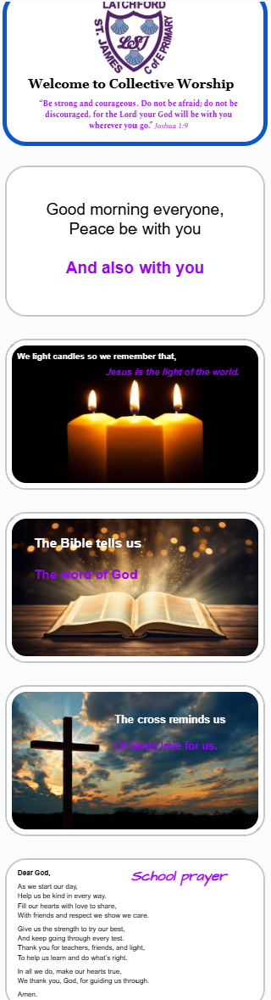 LATCHFORD
ST. JAMES
C of E PRIMARY
LSJ
Welcome to Collective Worship
“Be strong and courageous. Do not be afraid; do not be
discouraged, for the Lord your God will be with you
wherever you go.” Joshua 1:9
Good morning everyone,
Peace be with you
And also with you
We light candles so we remember that,
Jesus is the light of the world.
The Bible tells us
The word of God
The cross reminds us
Of Gods love for us.
School prayer
Dear God,
As we start our day,
Help us be kind in every way.
Fill our hearts with love to share,
With friends and respect we show we care.
Give us the strength to try our best,
And keep going through every test.
Thank you for teachers, friends, and light,
To help us learn and do what's right.
In all we do, make our hearts true,
We thank you, God, for guiding us through.
Amen.